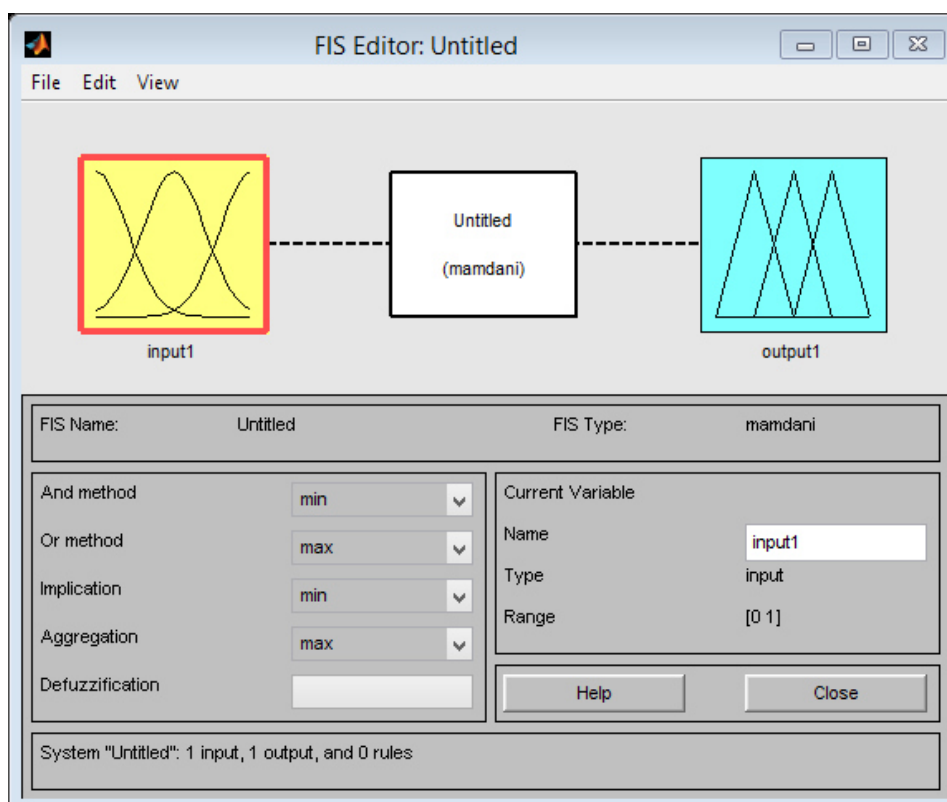 FIS Editor: Untitled
File Edit View
Untitled
(mamdani)
input1
output1
FIS Name: Untitled FIS Type: mamdani
And method min
Or method max
Implication min
Aggregation max
Defuzzification
Current Variable
Name input1
Type input
Range [0 1]
Help Close
System "Untitled": 1 input, 1 output, and 0 rules